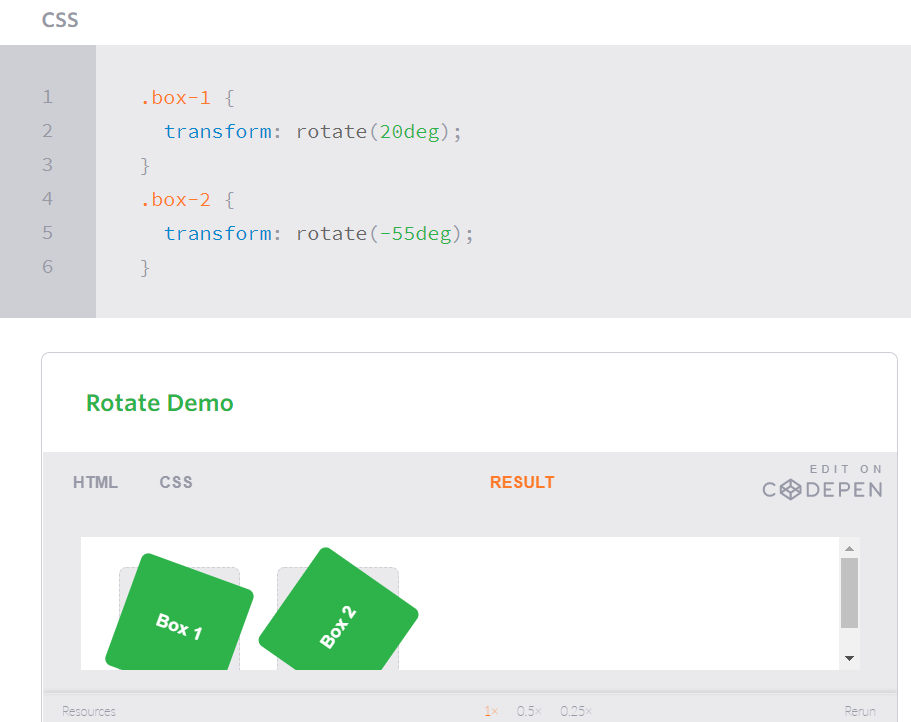 CSS
1 .box-1 {
2 transform: rotate(20deg);
3 }
4 .box-2 {
5 transform: rotate(-55deg);
6 }
Rotate Demo
HTML CSS RESULT EDIT ON
CODEPEN
Box 1 Box 2
Resources 1× 0.5× 0.25× Rerun